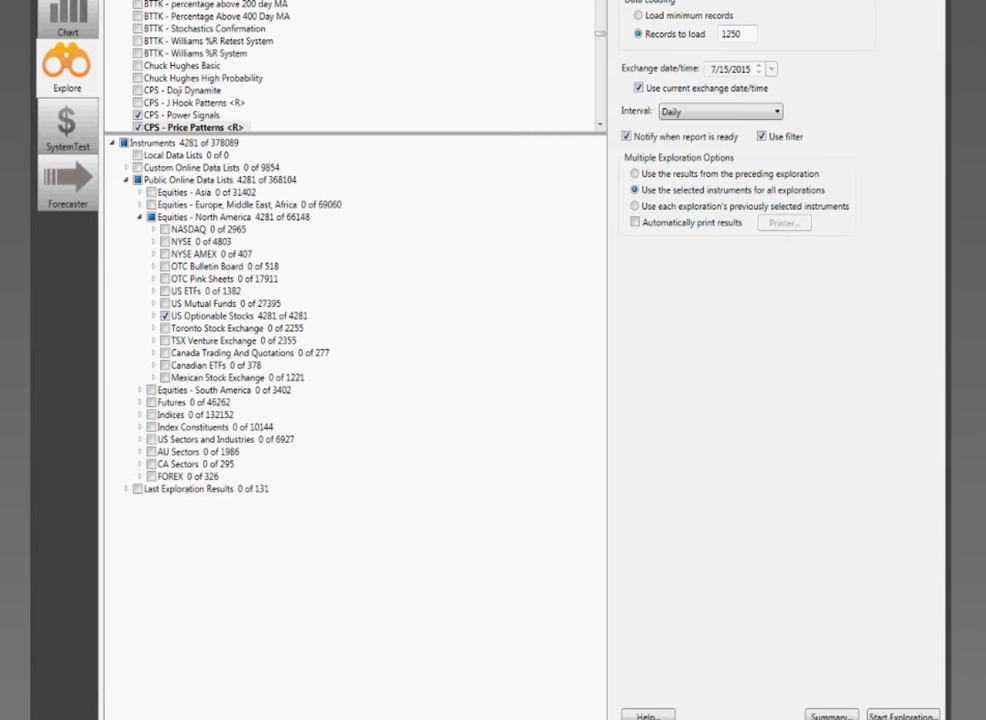 Chart
Explore
SystemTest
Forecaster
BTTK - percentage above 200 day MA
BTTK - Percentage Above 400 Day MA
BTTK - Stochastics Confirmation
BTTK - Williams %R Retest System
BTTK - Williams %R System
Chuck Hughes Basic
Chuck Hughes High Probability
CPS - Doji Dynamite
CPS - J Hook Patterns <R>
CPS - Power Signals
CPS - Price Patterns <R>
Instruments 4281 of 378089
Local Data Lists 0 of 0
Custom Online Data Lists 0 of 9854
Public Online Data Lists 4281 of 368104
Equities - Asia 0 of 31402
Equities - Europe, Middle East, Africa 0 of 69060
Equities - North America 4281 of 66148
NASDAQ 0 of 2965
NYSE 0 of 4803
NYSE AMEX 0 of 407
OTC Bulletin Board 0 of 518
OTC Pink Sheets 0 of 17911
US ETFs 0 of 1382
US Mutual Funds 0 of 27395
US Optionable Stocks 4281 of 4281
Toronto Stock Exchange 0 of 2255
TSX Venture Exchange 0 of 2355
Canada Trading And Quotations 0 of 277
Canadian ETFs 0 of 378
Mexican Stock Exchange 0 of 1221
Equities - South America 0 of 3402
Futures 0 of 46262
Indices 0 of 132152
Index Constituents 0 of 10144
US Sectors and Industries 0 of 6927
AU Sectors 0 of 1986
CA Sectors 0 of 295
FOREX 0 of 326
Last Exploration Results 0 of 131
Data Loading
Load minimum records
Records to load 1250
Exchange date/time: 7/15/2015
Use current exchange date/time
Interval: Daily
Notify when report is ready Use filter
Multiple Exploration Options
Use the results from the preceding exploration
Use the selected instruments for all explorations
Use each exploration's previously selected instruments
Automatically print results Printer...
Help... Summary... Start Exploration...